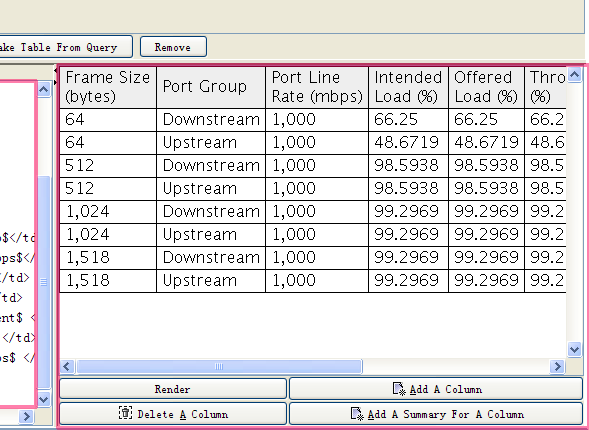 ake Table From Query
Remove
Frame Size (bytes)
Port Group
Port Line Rate (mbps)
Intended Load (%)
Offered Load (%)
Thro (%)
64 Downstream 1,000 66.25 66.25 66.2
64 Upstream 1,000 48.6719 48.6719 48.6
512 Downstream 1,000 98.5938 98.5938 98.5
512 Upstream 1,000 98.5938 98.5938 98.5
1,024 Downstream 1,000 99.2969 99.2969 99.2
1,024 Upstream 1,000 99.2969 99.2969 99.2
1,518 Downstream 1,000 99.2969 99.2969 99.2
1,518 Upstream 1,000 99.2969 99.2969 99.2
$</td
ops$</
/td>
td>
ent$ <
</td>
s$ </
Render
Add A Column
Delete A Column
Add A Summary For A Column